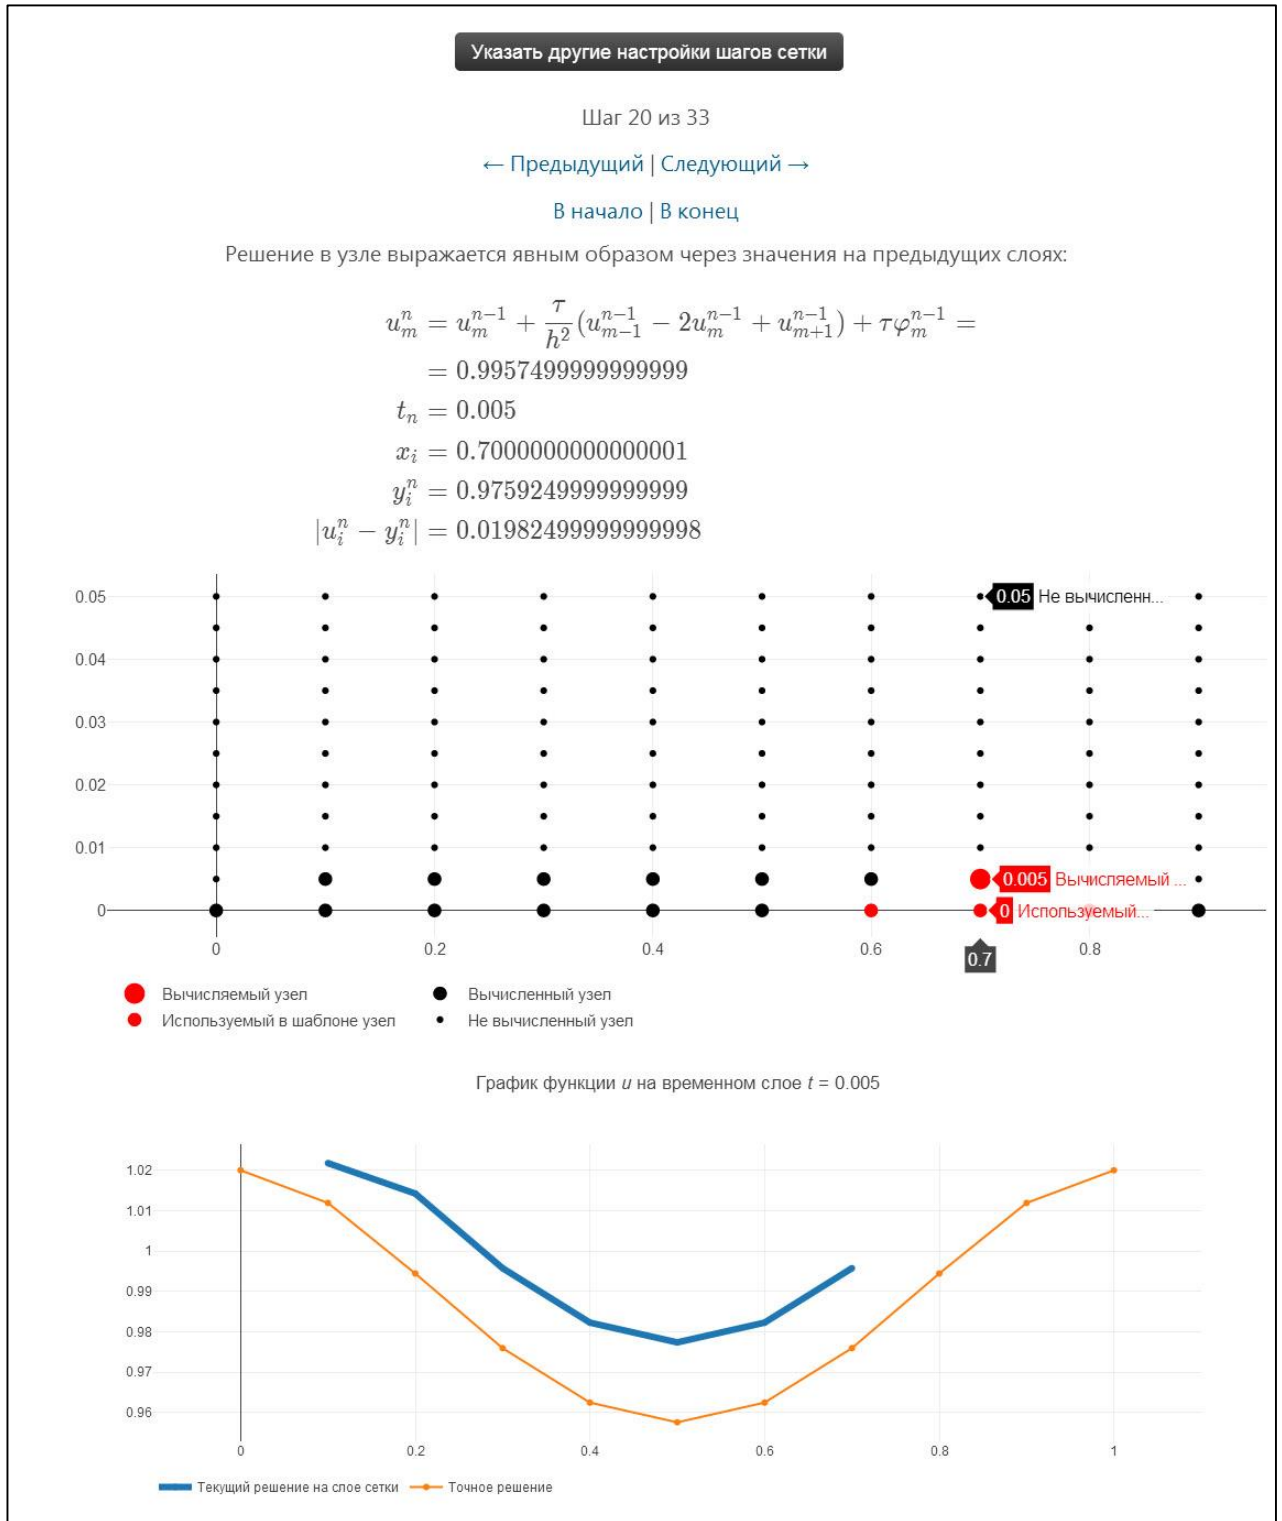 Указать другие настройки шагов сетки
Шаг 20 из 33
← Предыдущий | Следующий →
В начало | В конец
Решение в узле выражается явным образом через значения на предыдущих слоях:
u_m^n = u_m^{n-1} + \frac{τ}{h^2}(u_{m-1}^{n-1} − 2u_m^{n-1} + u_{m+1}^{n-1}) + τφ_m^{n-1} =
= 0.9957499999999999
t_n = 0.005
x_i = 0.7000000000000001
y_i^n = 0.9759249999999999
|u_i^n − y_i^n| = 0.01982499999999998
0.05
0.05 Не вычисленн...
0.04
0.03
0.02
0.01
0.005 Вычисляемый ...
0
0 Используемый...
0 0.2 0.4 0.6 0.7 0.8
Вычисляемый узел Вычисленный узел
Используемый в шаблоне узел Не вычисленный узел
График функции u на временном слое t = 0.005
1.02
1.01
1
0.99
0.98
0.97
0.96
0 0.2 0.4 0.6 0.8 1
Текущий решение на слое сетки Точное решение